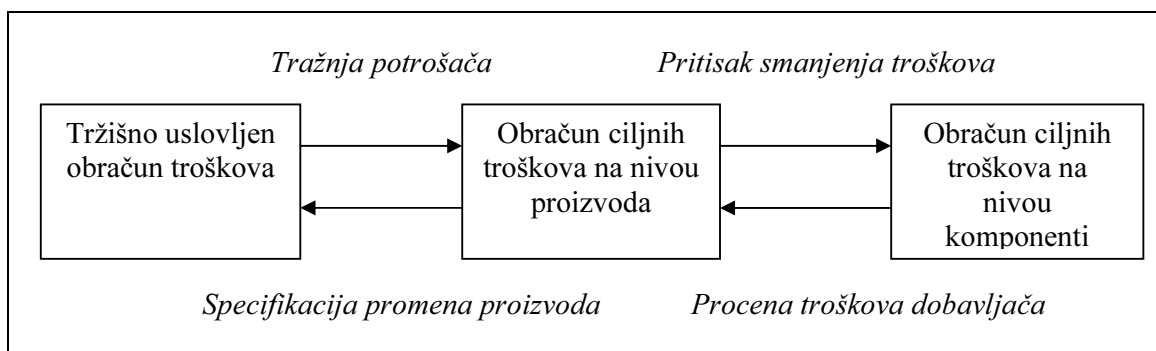 Tražnja potrošača
Pritisak smanjenja troškova
Tržišno uslovljen
obračun troškova
Obračun ciljnih
troškova na nivou
proizvoda
Obračun ciljnih
troškova na
nivou
komponenti
Specifikacija promena proizvoda
Procena troškova dobavljača